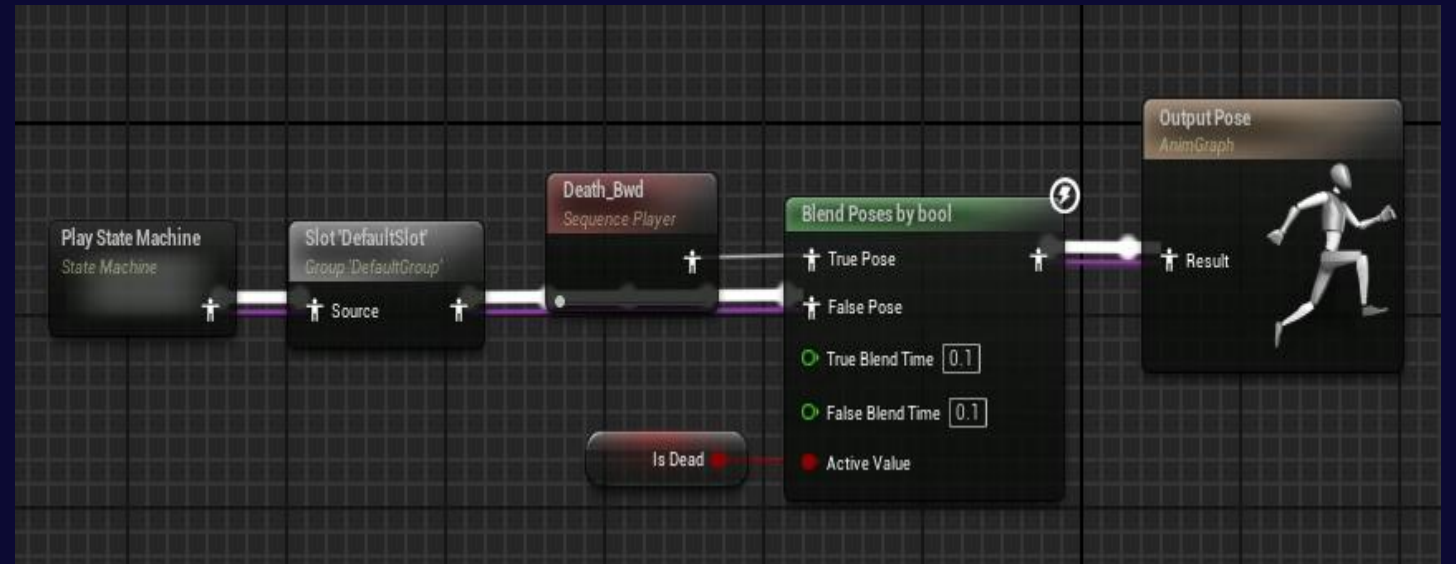 Play State Machine
State Machine
Slot 'DefaultSlot'
Group 'DefaultGroup'
Source
Death_Bwd
Sequence Player
Blend Poses by bool
True Pose
False Pose
True Blend Time 0.1
False Blend Time 0.1
Is Dead
Active Value
Output Pose
AnimGraph
Result